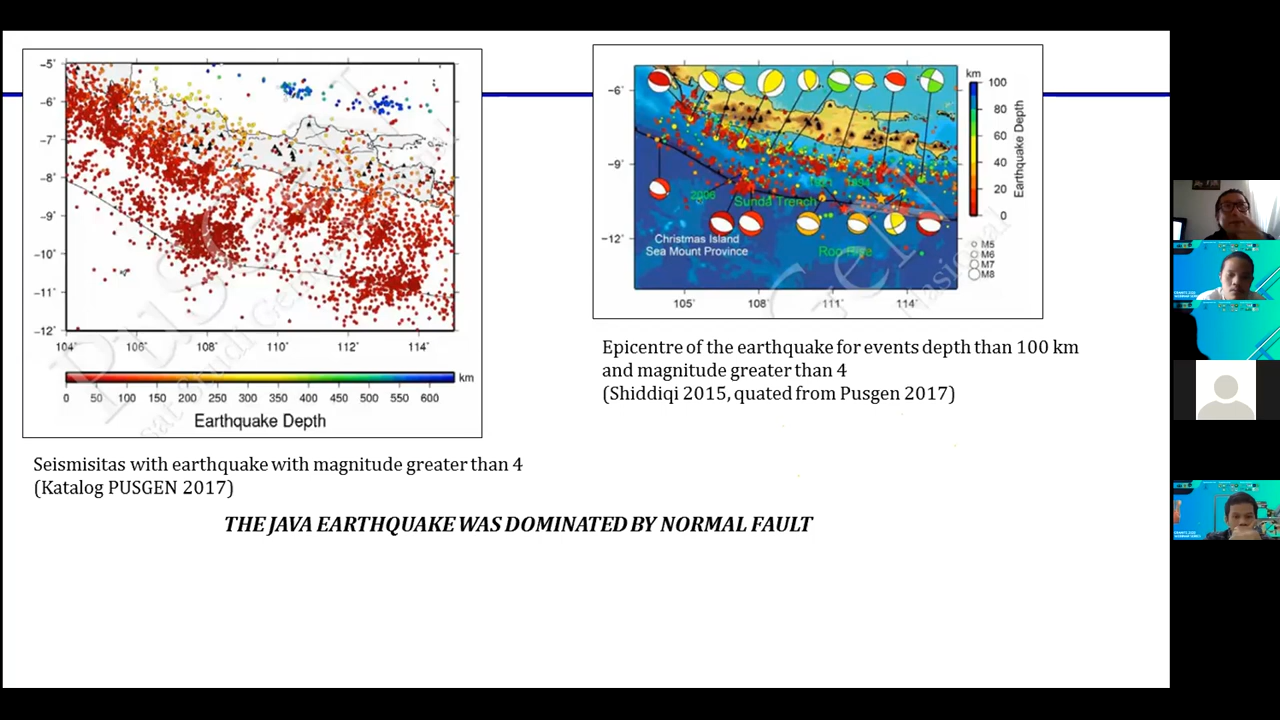 -5˚
-6˚
-7˚
-8˚
-9˚
-10˚
-11˚
-12˚
104˚ 106˚ 108˚ 110˚ 112˚ 114˚
km
0 50 100 150 200 250 300 350 400 450 500 550 600
Earthquake Depth
Seismisitas with earthquake with magnitude greater than 4
(Katalog PUSGEN 2017)
-6˚
-9˚
-12˚
105˚ 108˚ 111˚ 114˚
2006
1994
Sunda Trench
Christmas Island
Sea Mount Province
Roo Rise
km
100
80
60
40
20
0
Earthquake Depth
M5
M6
M7
M8
Epicentre of the earthquake for events depth than 100 km
and magnitude greater than 4
(Shiddiqi 2015, quated from Pusgen 2017)
THE JAVA EARTHQUAKE WAS DOMINATED BY NORMAL FAULT